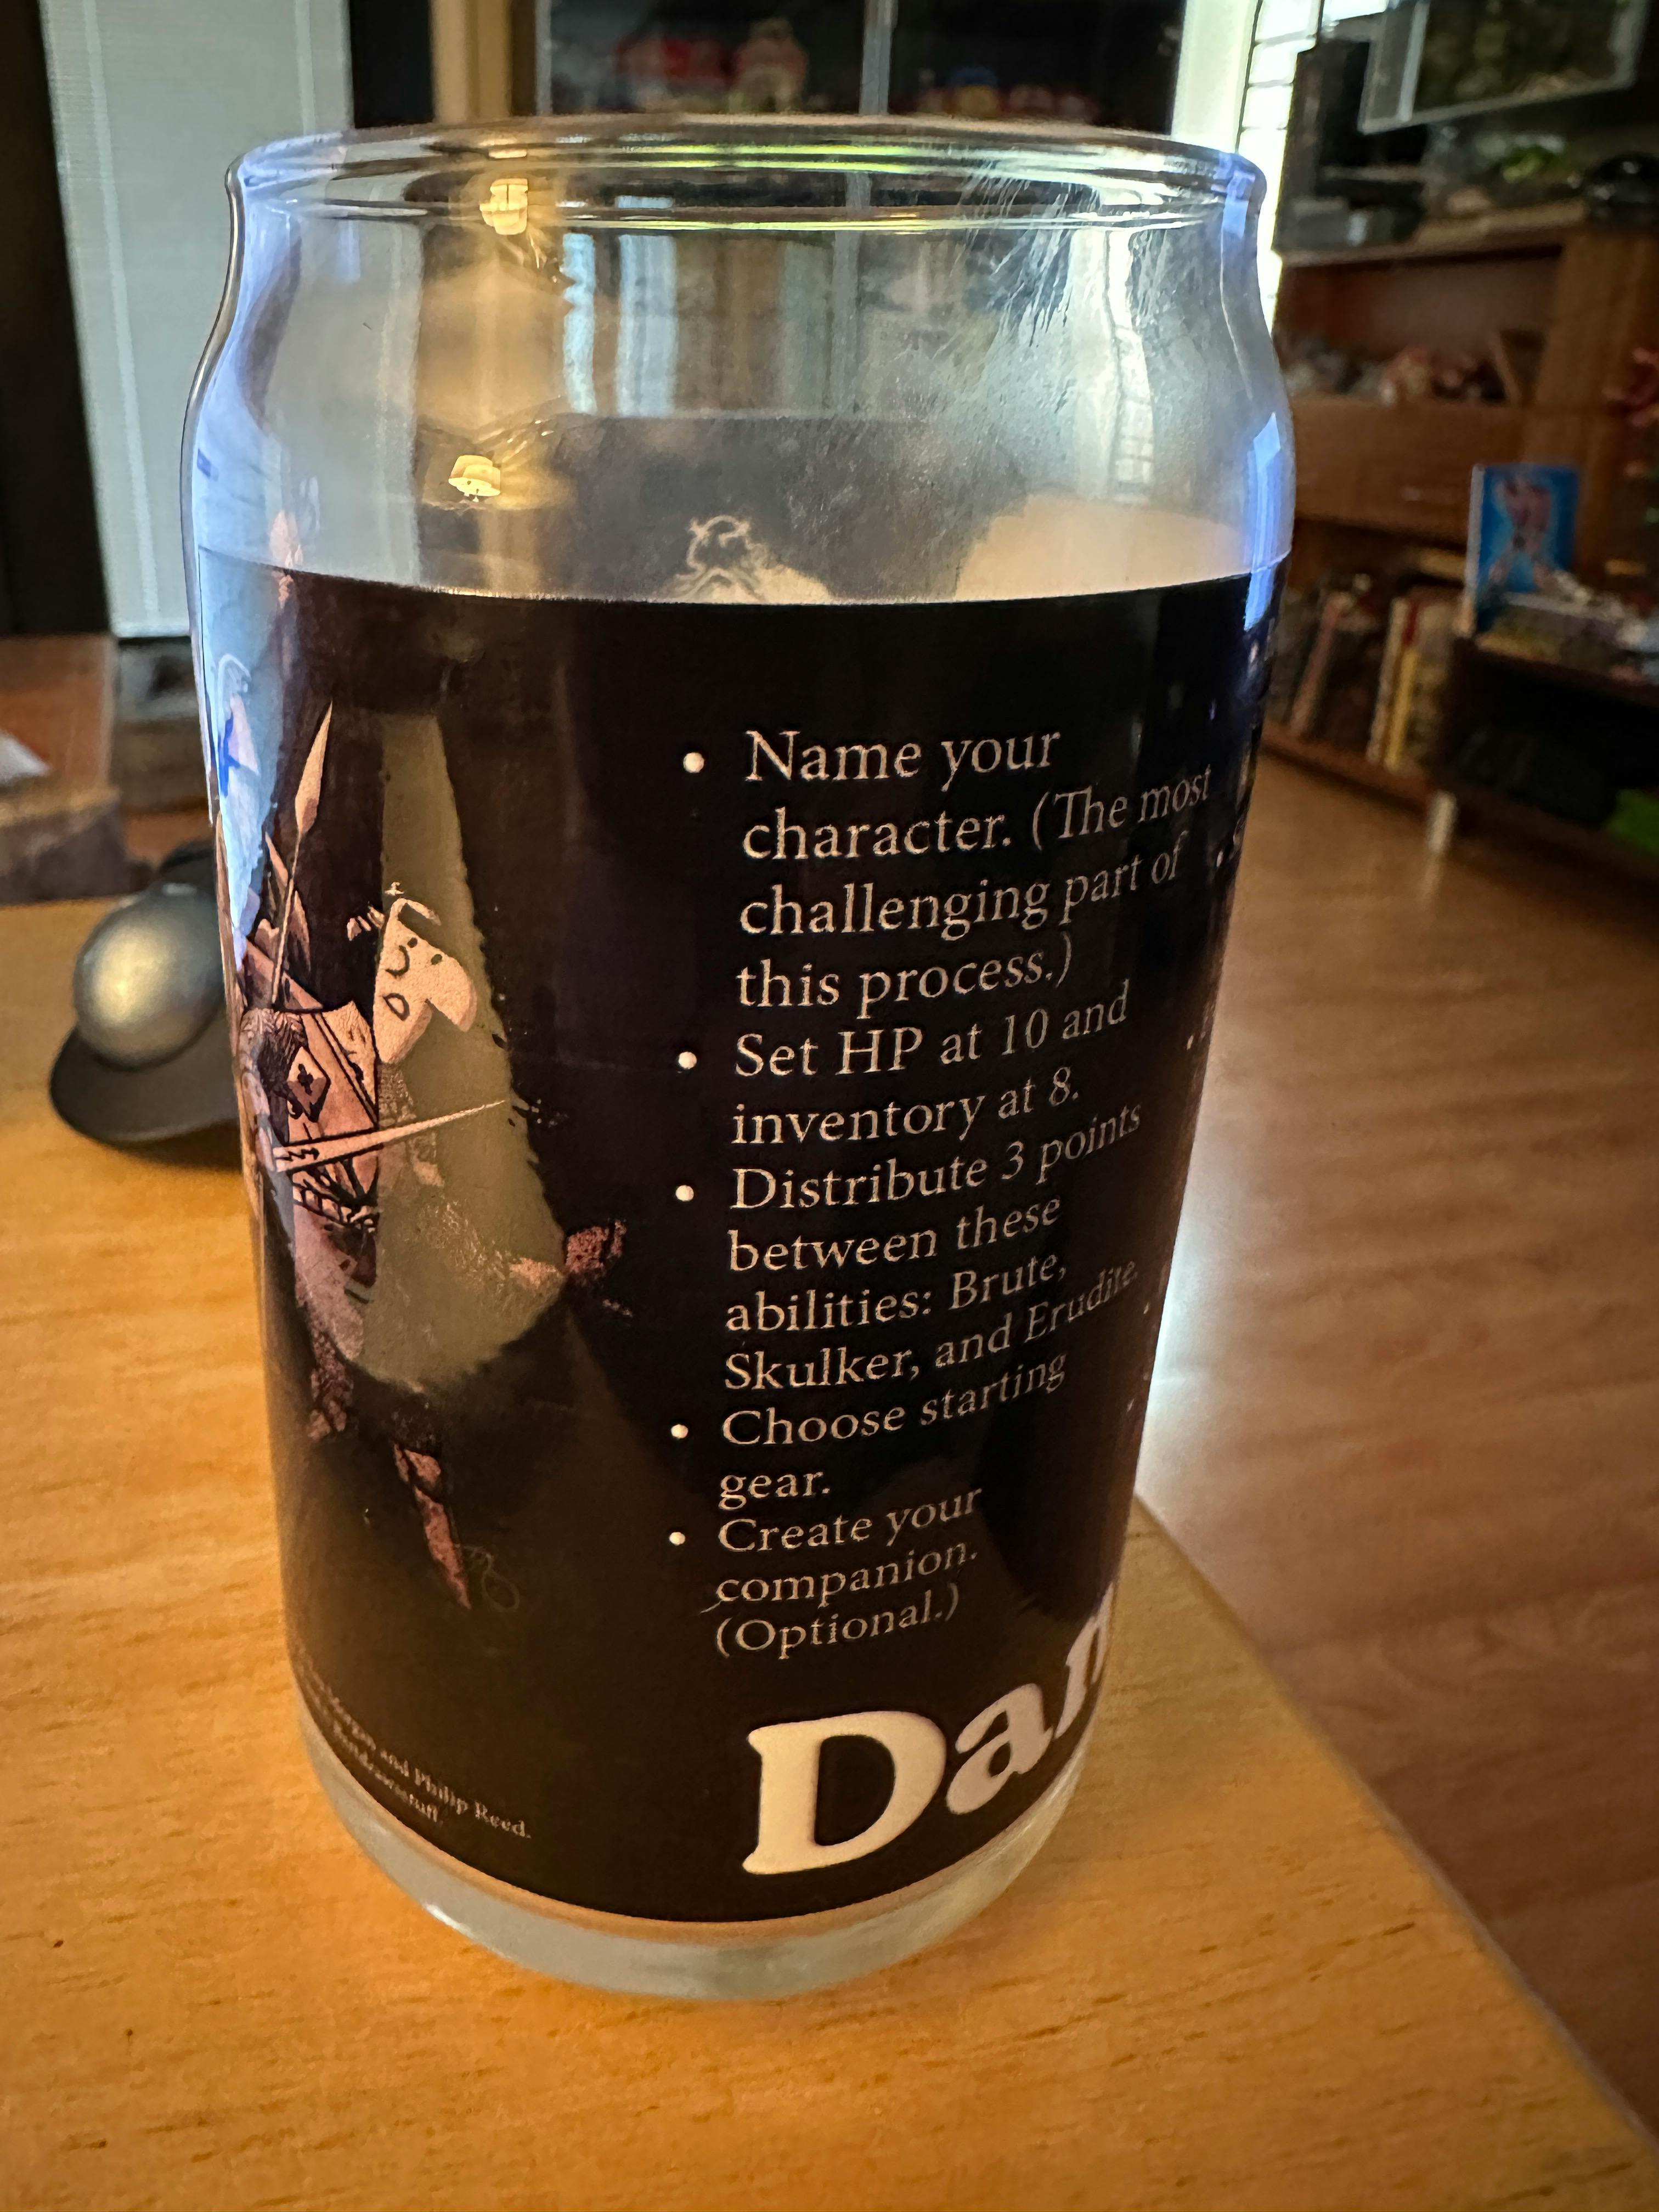 • Name your
character. (The most
challenging part of
this process.)
• Set HP at 10 and
inventory at 8.
• Distribute 3 points
between these
abilities: Brute,
Skulker, and Erudite.
• Choose starting
gear.
• Create your
companion.
(Optional.)
Dan
and Philip Reed.